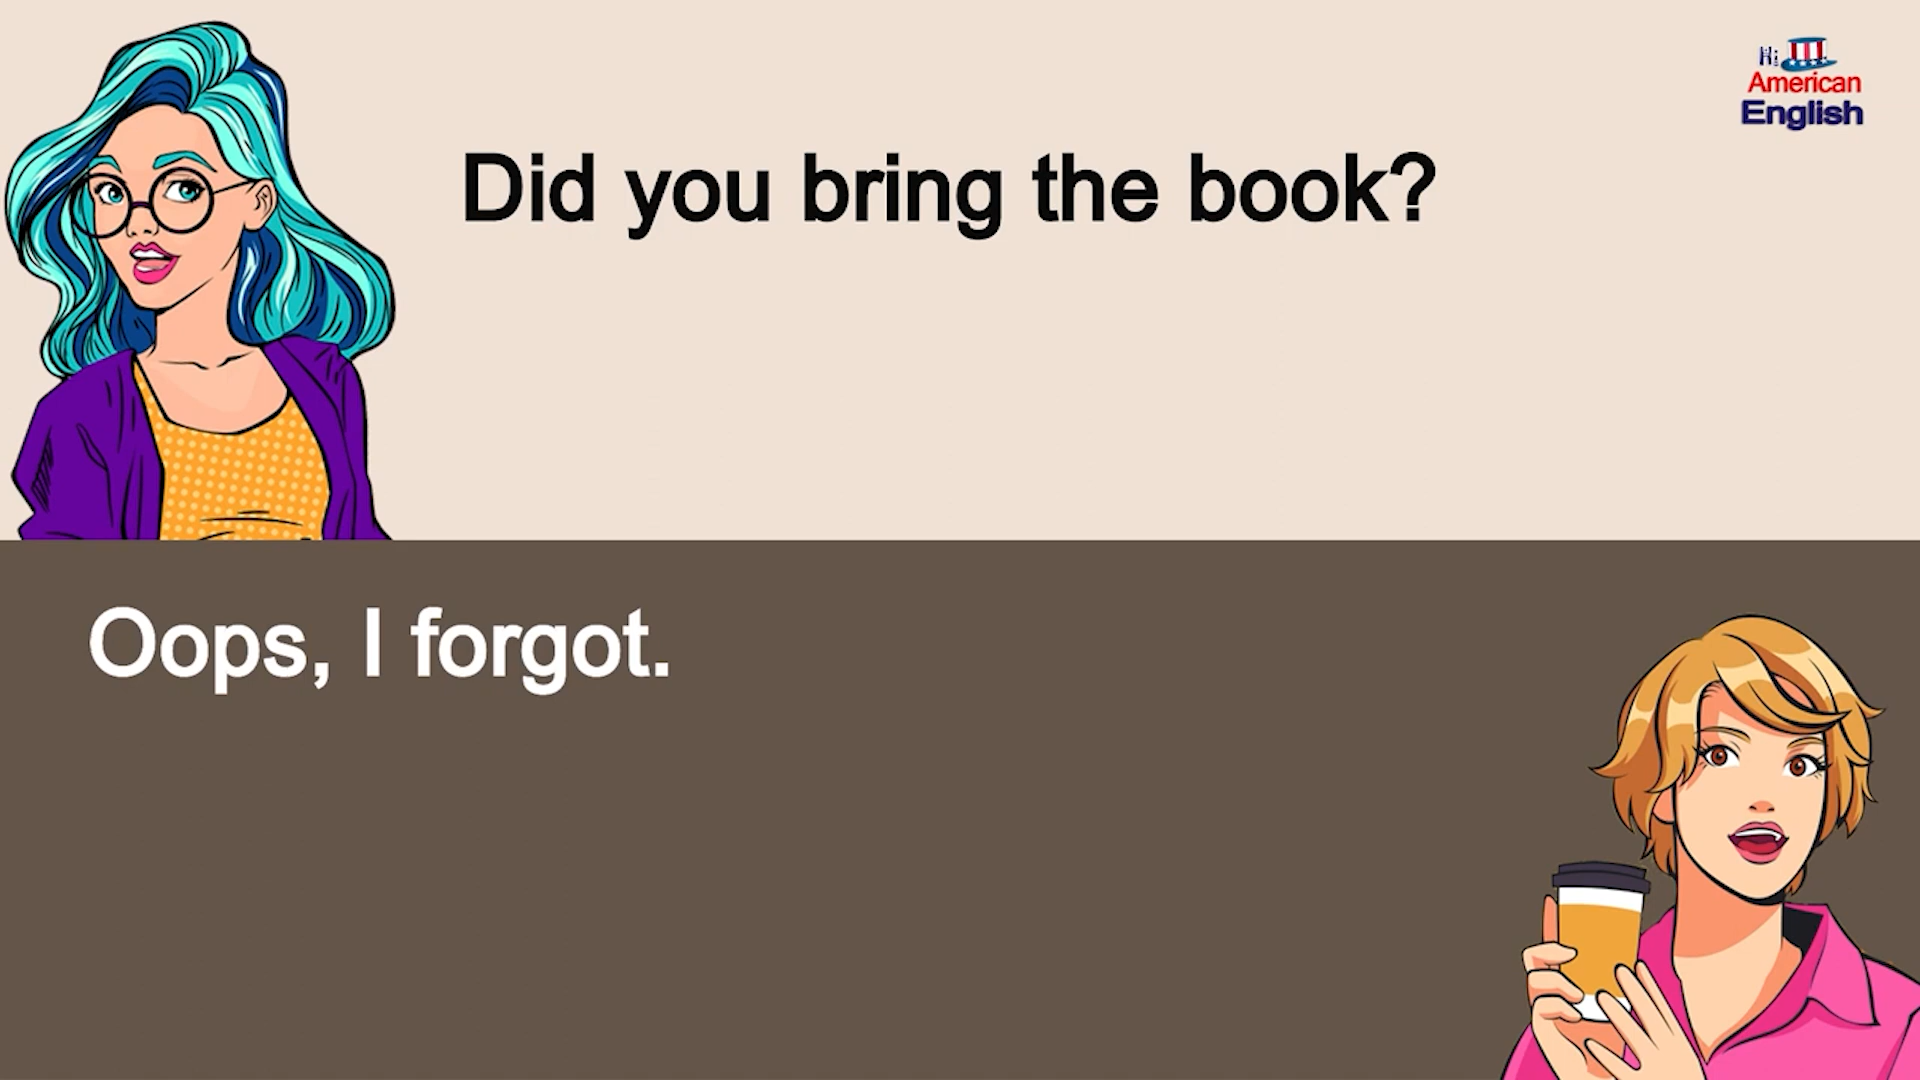 Hi
American
English
Did you bring the book?
Oops, I forgot.